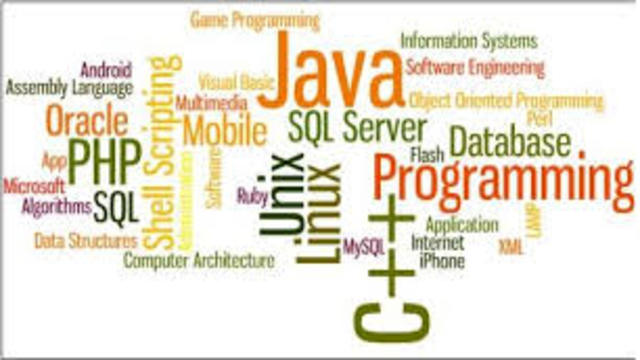 Game Programming
Java
Information Systems
Android
Software Engineering
Assembly Language
Shell Scripting
Visual Basic
Multimedia
Object Oriented Programming
Oracle
Mobile
SQL Server
Perl
Database
App
PHP
Flash
Programming
Microsoft
Software
Unix
Linux
Ruby
Algorithms
SQL
C++
LAMP
Application
Data Structures
MySQL
Internet
XML
Computer Architecture
iPhone